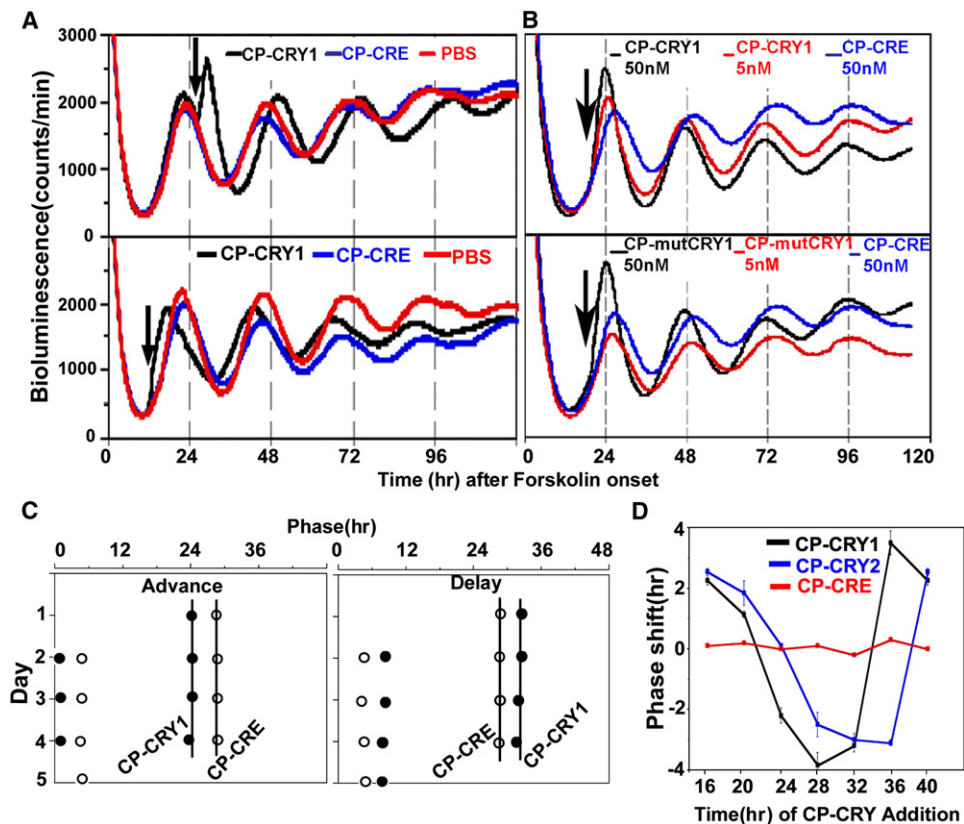 A
B
3000
CP-CRY1
CP-CRE
PBS
2000
1000
0
CP-CRY1
CP-CRE
PBS
2000
1000
0
0
24
48
72
96
CP-CRY1
50nM
CP-CRY1
5nM
CP-CRE
50nM
CP-mutCRY1
50nM
CP-mutCRY1
5nM
CP-CRE
50nM
0
24
48
72
96
120
Bioluminescence(counts/min)
Time (hr) after Forskolin onset
C
Phase(hr)
0 12 24 36
0 12 24 36 48
Advance
Delay
Day
1
2
3
4
5
CP-CRY1
CP-CRE
CP-CRE
CP-CRY1
D
4
2
0
-2
-4
Phase shift(hr)
CP-CRY1
CP-CRY2
CP-CRE
16 20 24 28 32 36 40
Time(hr) of CP-CRY Addition